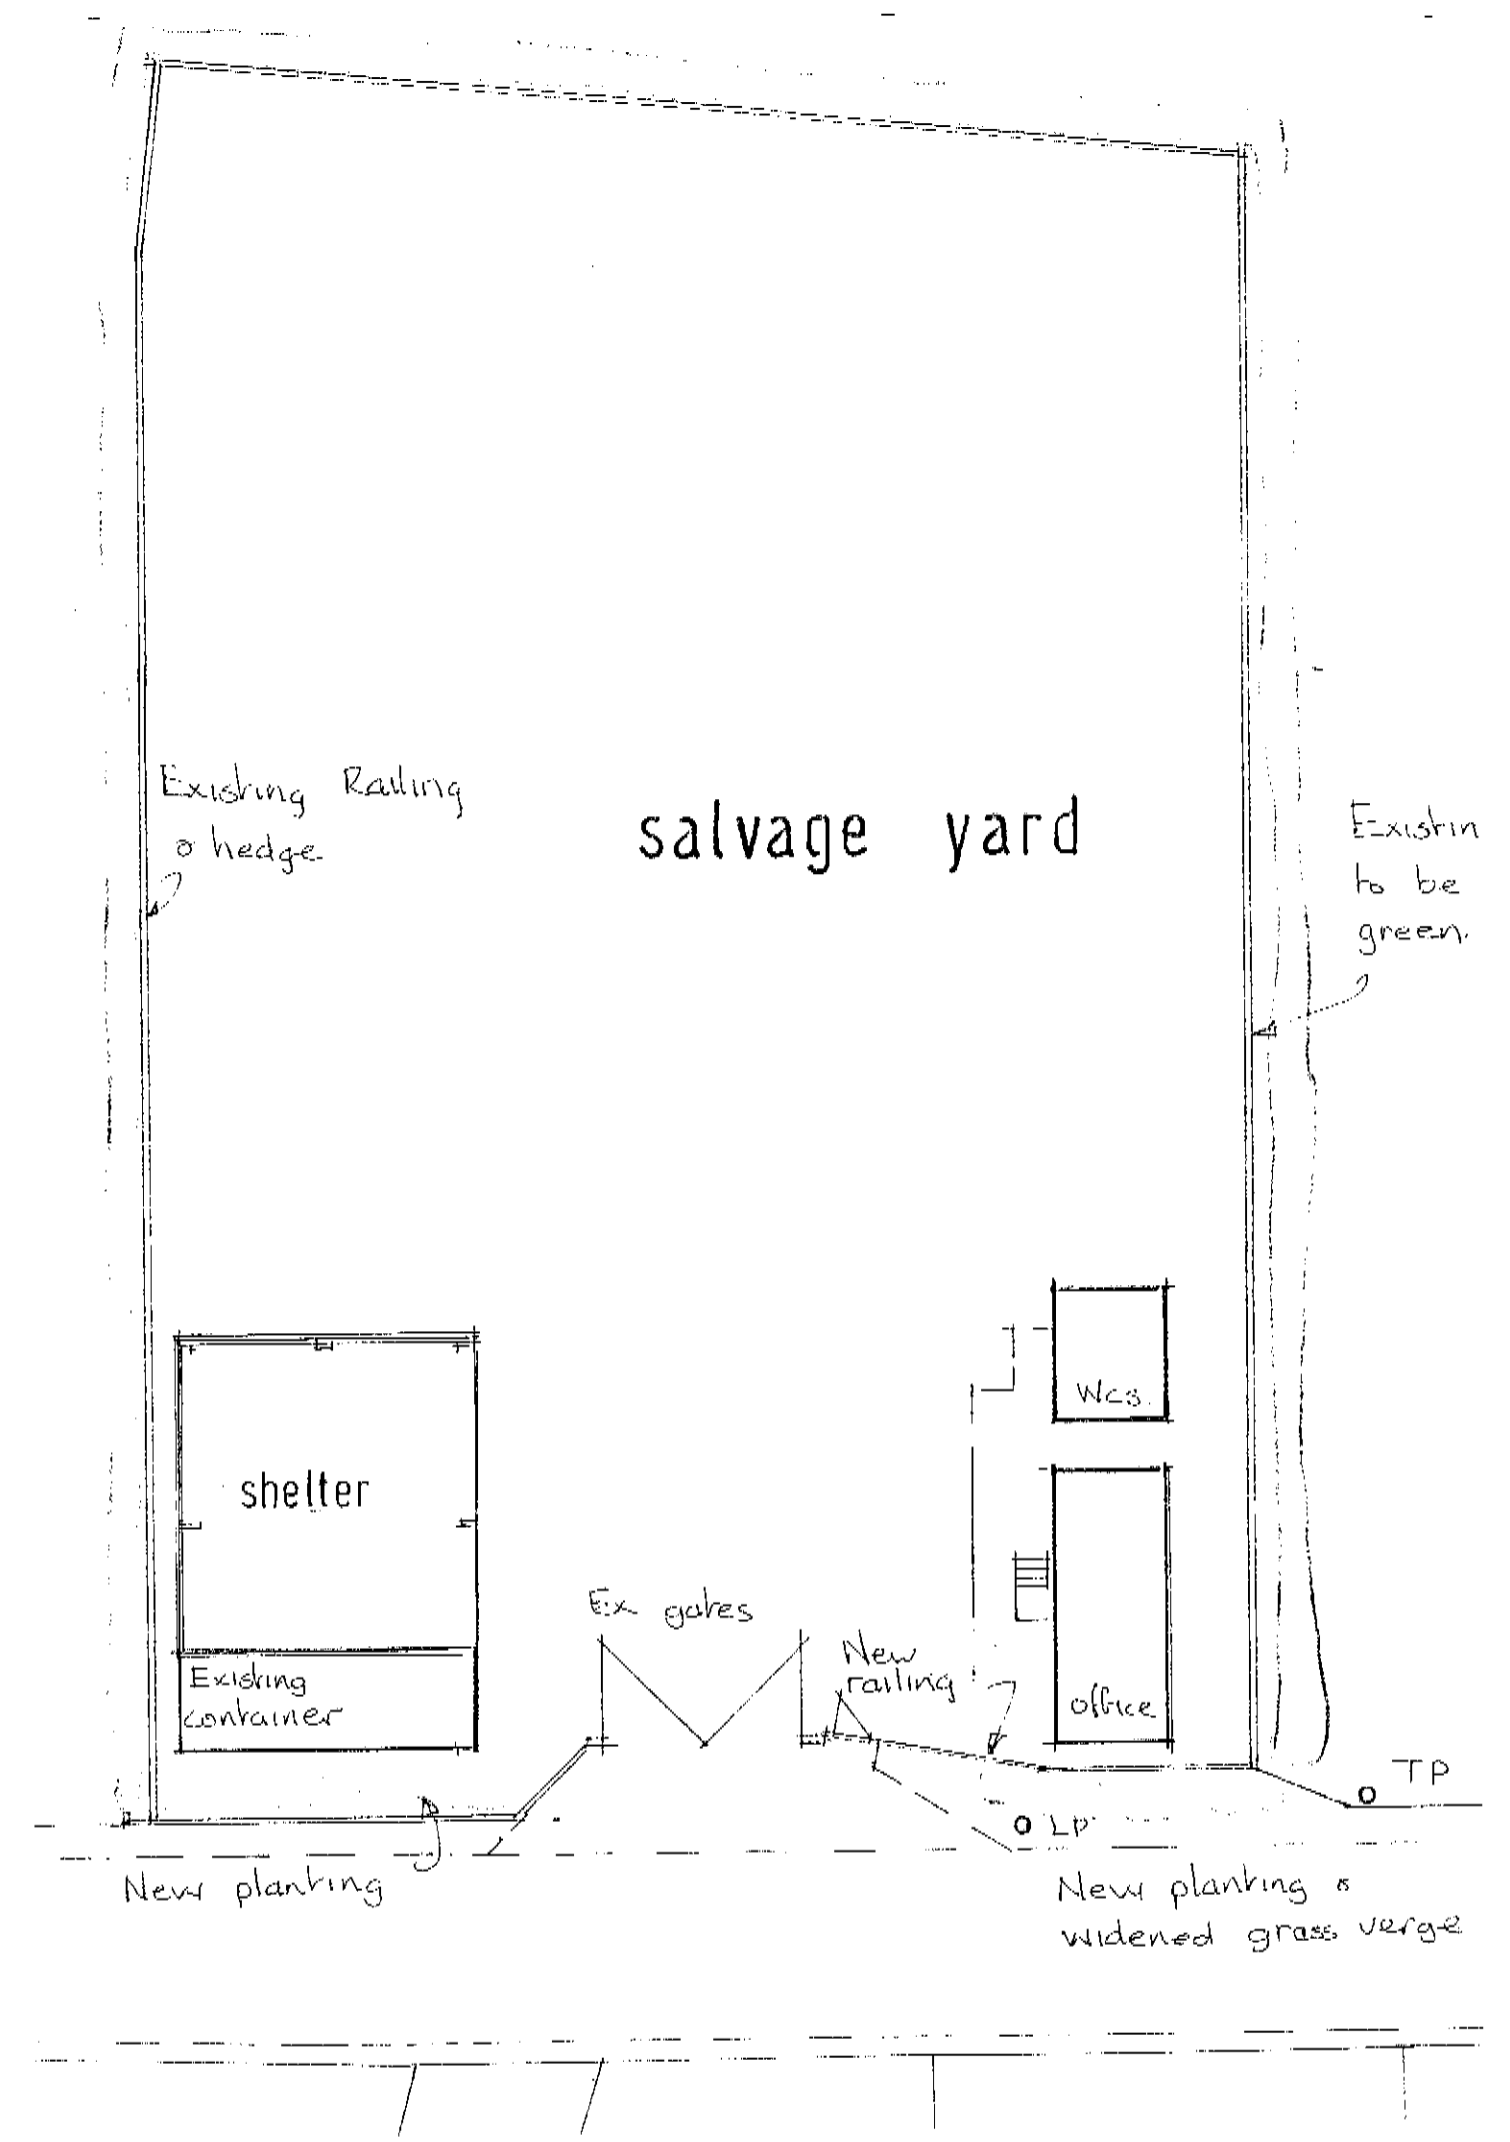 Existing Railing
& hedge
salvage yard
Existin
to be
green.
Wcs.
shelter
Ex gates
New
railing
Existing
container
office
TP
LP
New planting
New planting &
widened grass verge